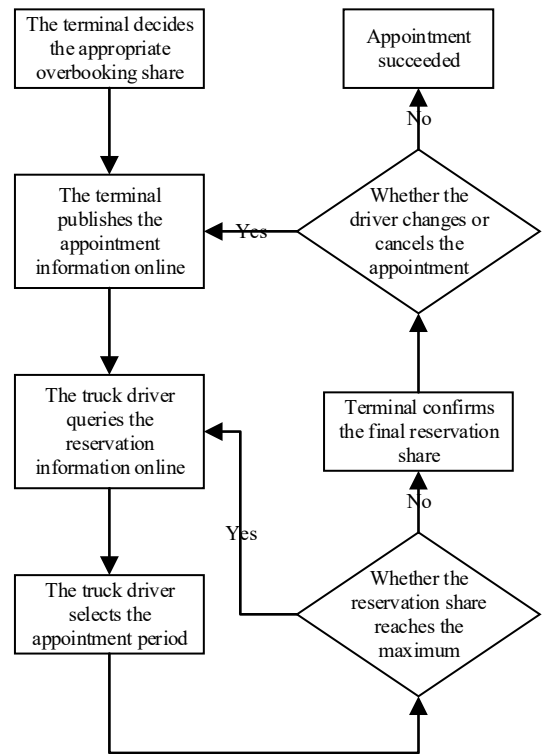 The terminal decides
the appropriate
overbooking share
Appointment
succeeded
No
The terminal
publishes the
appointment
information online
Yes
Whether the
driver changes or
cancels the
appointment
The truck driver
queries the
reservation
information online
Terminal confirms
the final reservation
share
No
Yes
The truck driver
selects the
appointment period
Whether the
reservation share
reaches the
maximum